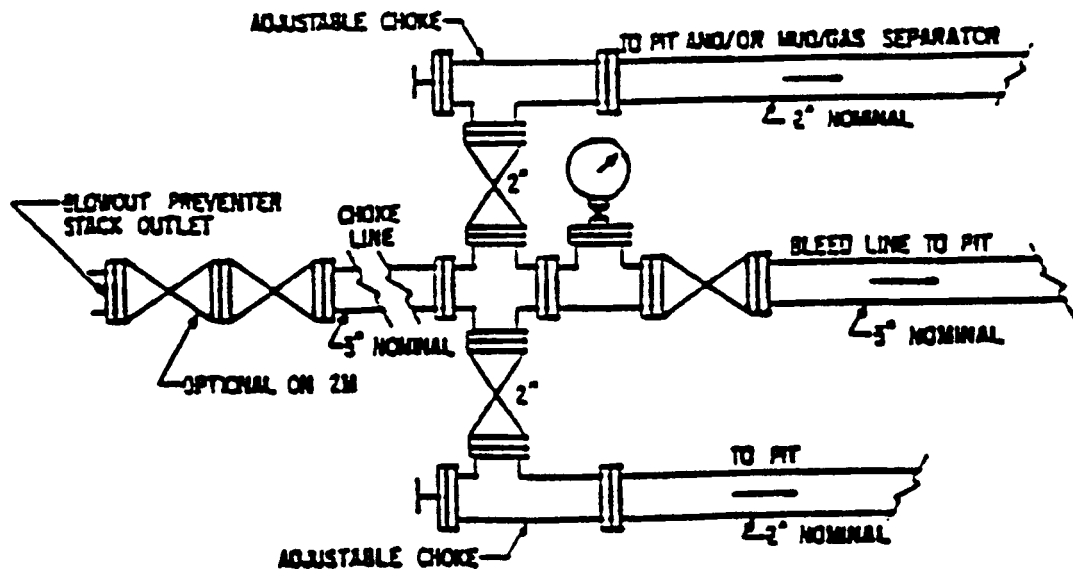 ADJUSTABLE CHOKE
TO PIT AND/OR MUD/GAS SEPARATOR
2" NOMINAL
2"
BLOWOUT PREVENTER
STACK OUTLET
CHOKE
LINE
BLEED LINE TO PIT
3" NOMINAL
3" NOMINAL
OPTIONAL ON 2M
2"
TO PIT
2" NOMINAL
ADJUSTABLE CHOKE